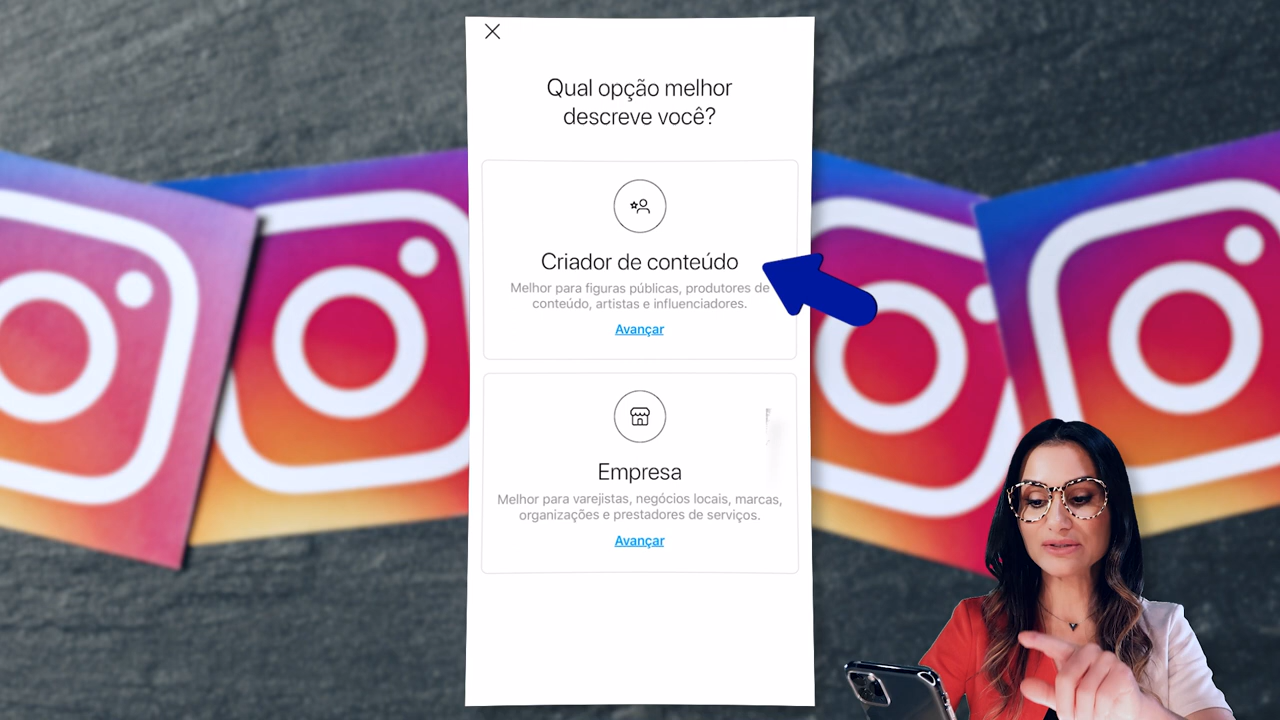 Qual opção melhor
descreve você?
Criador de conteúdo
Melhor para figuras públicas, produtores de
conteúdo, artistas e influenciadores.
Avançar
Empresa
Melhor para varejistas, negócios locais, marcas,
organizações e prestadores de serviços.
Avançar